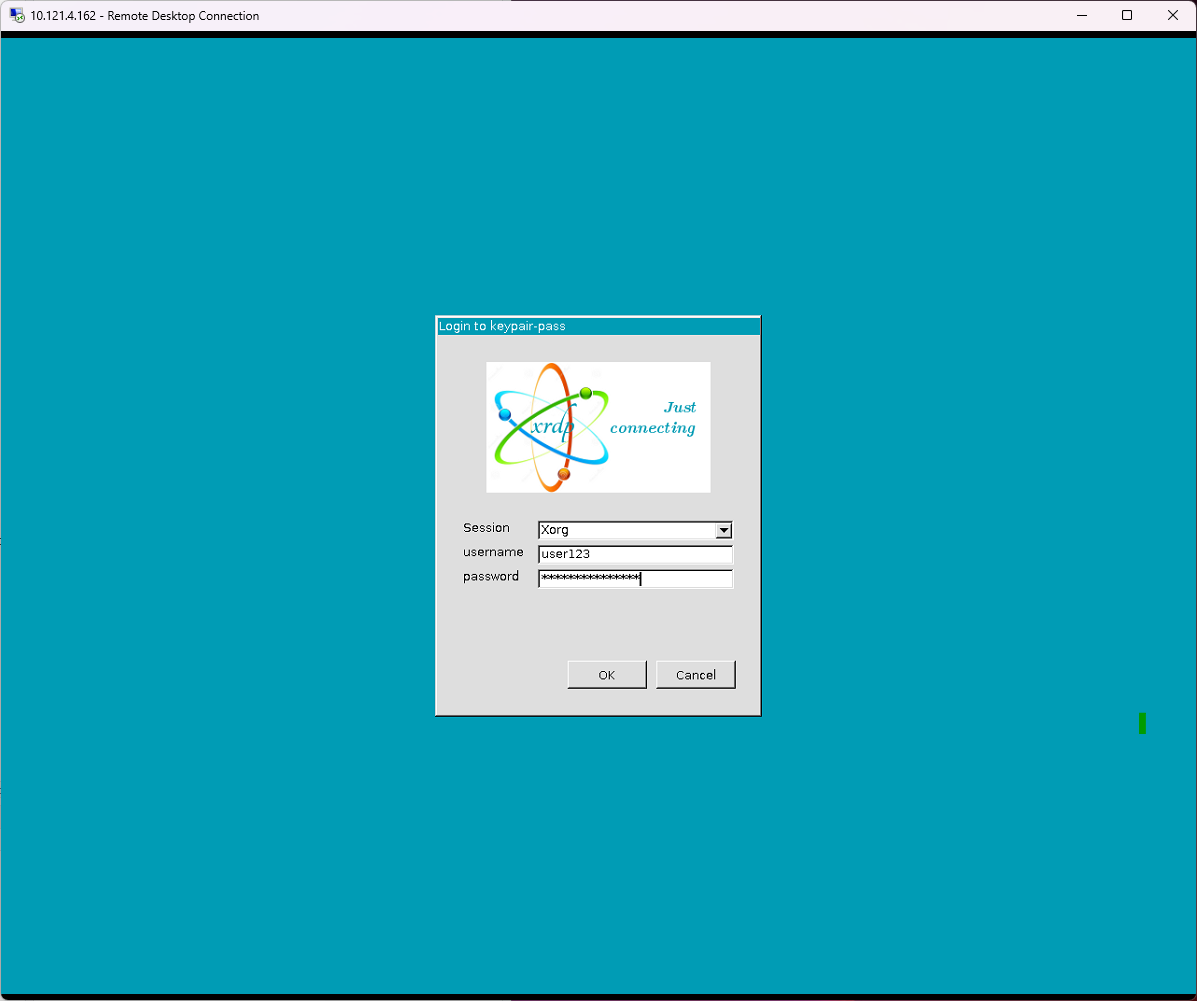 10.121.4.162 - Remote Desktop Connection
Login to keypair-pass
xrdp
Just
connecting
Session
Xorg
username
user123
password
***************
OK
Cancel